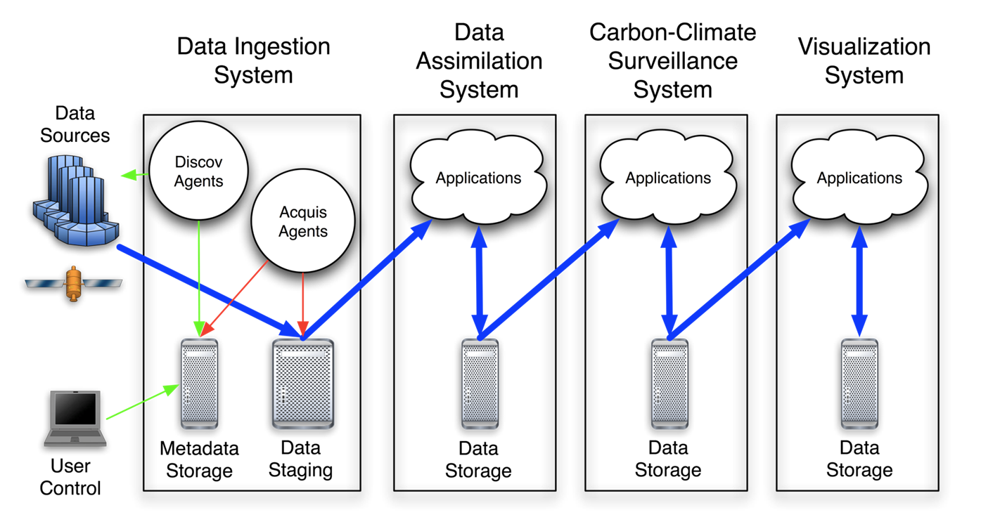 Data Ingestion
System
Data
Assimilation
System
Carbon-Climate
Surveillance
System
Visualization
System
Data
Sources
Discov
Agents
Acquis
Agents
Applications
Applications
Applications
User
Control
Metadata
Storage
Data
Staging
Data
Storage
Data
Storage
Data
Storage